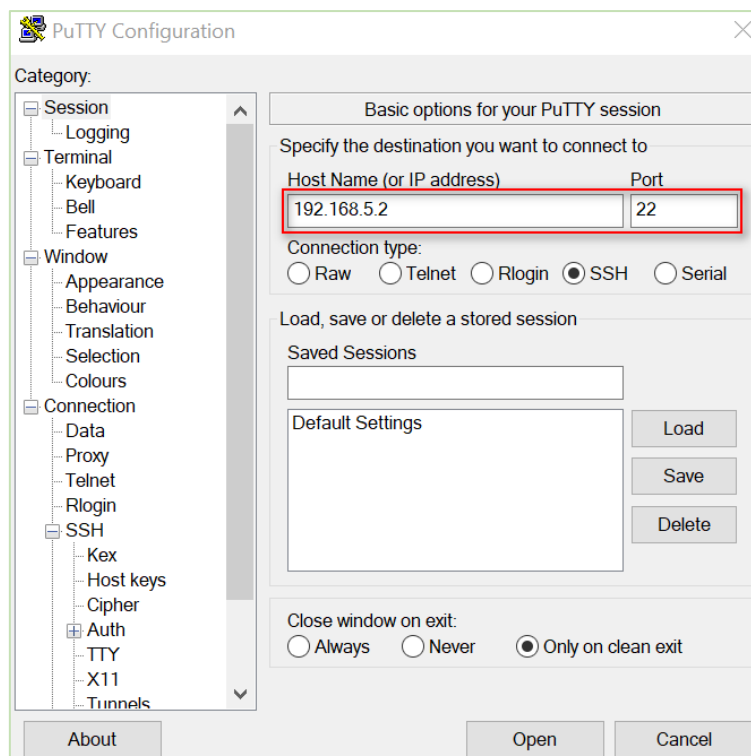 PuTTY Configuration
Category:
Session
Logging
Terminal
Keyboard
Bell
Features
Window
Appearance
Behaviour
Translation
Selection
Colours
Connection
Data
Proxy
Telnet
Rlogin
SSH
Kex
Host keys
Cipher
Auth
TTY
X11
Tunnels
Basic options for your PuTTY session
Specify the destination you want to connect to
Host Name (or IP address) Port
192.168.5.2 22
Connection type:
Raw Telnet Rlogin SSH Serial
Load, save or delete a stored session
Saved Sessions
Default Settings
Load
Save
Delete
Close window on exit:
Always Never Only on clean exit
About Open Cancel